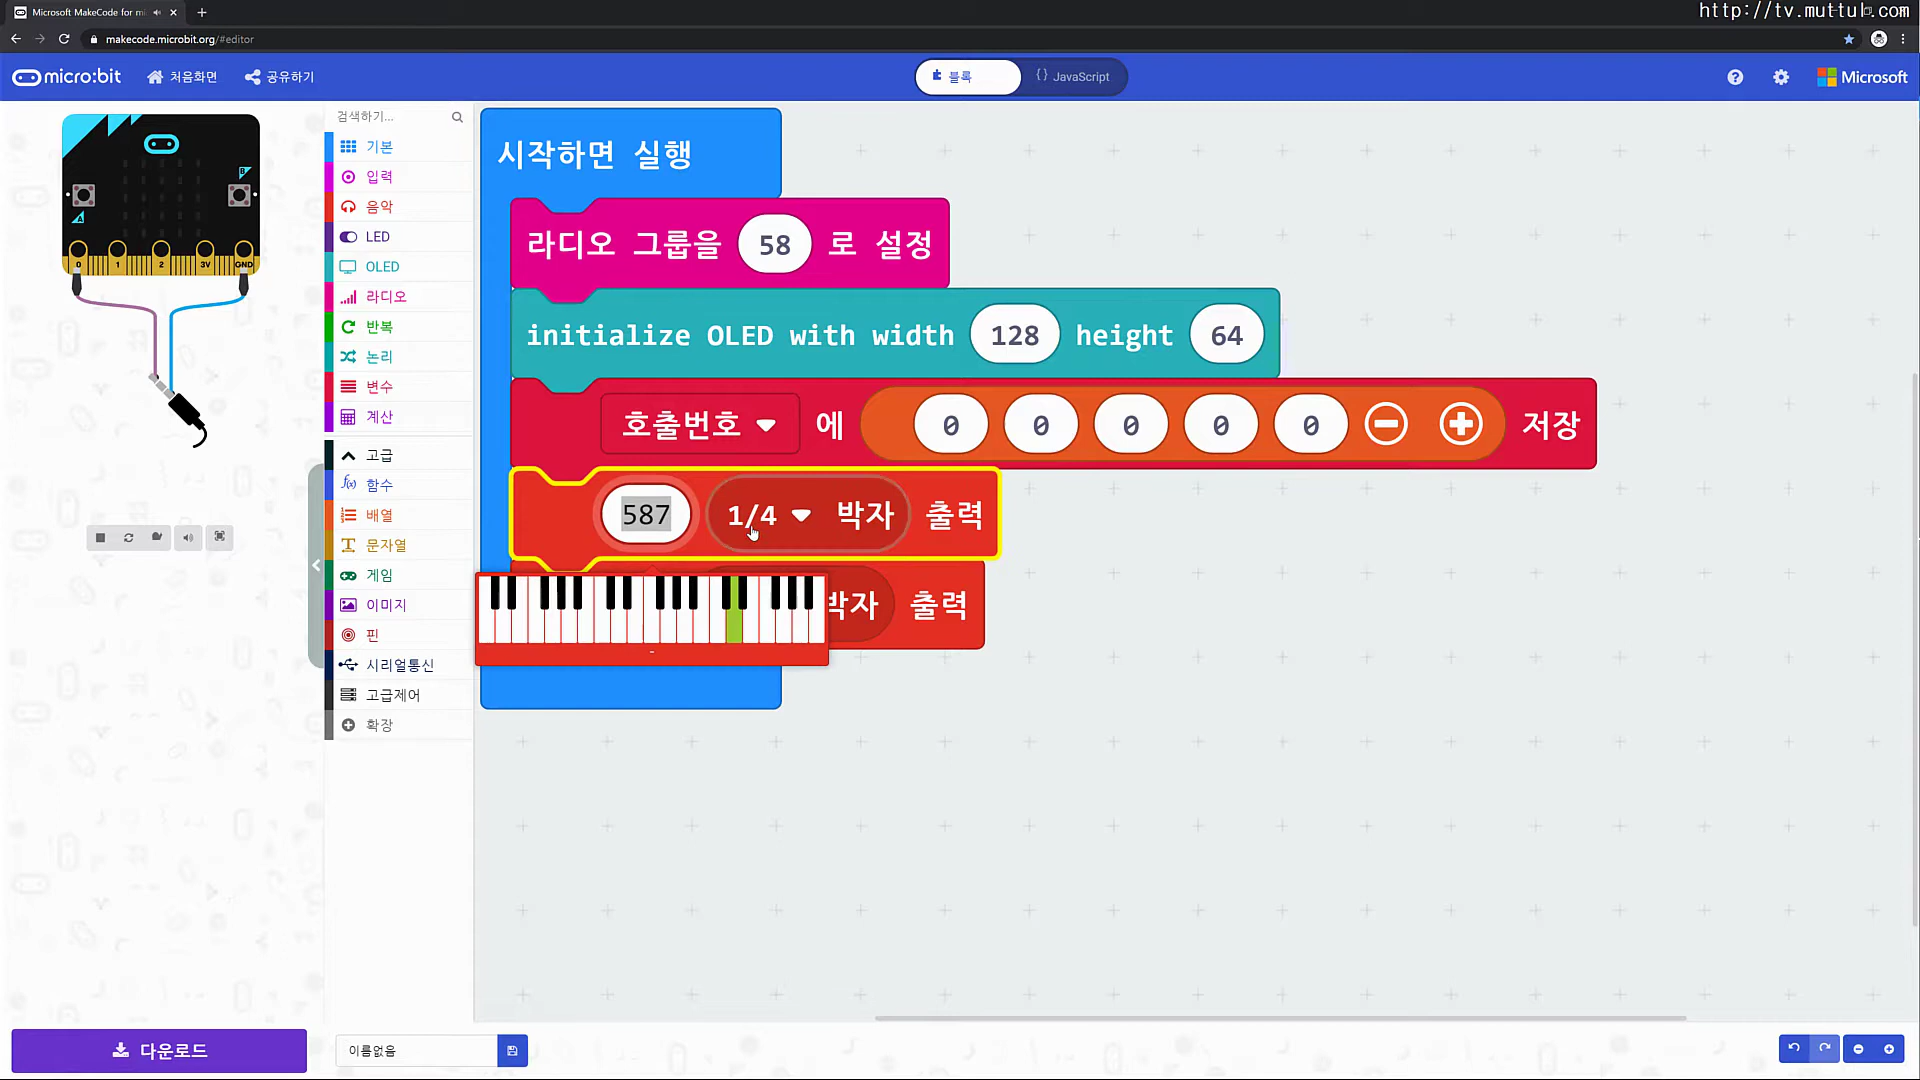 Microsoft MakeCode for mi
http://tv.muttul.com
makecode.microbit.org/#editor
micro:bit
처음화면
공유하기
블록
{} JavaScript
Microsoft
B
A
0 1 2 3V GND
검색하기...
기본
입력
음악
LED
OLED
라디오
반복
논리
변수
계산
고급
함수
배열
문자열
게임
이미지
핀
시리얼통신
고급제어
확장
시작하면 실행
라디오 그룹을 58 로 설정
initialize OLED with width 128 height 64
호출번호 에 0 0 0 0 0 저장
587 1/4 박자 출력
박자 출력
다운로드
이름없음